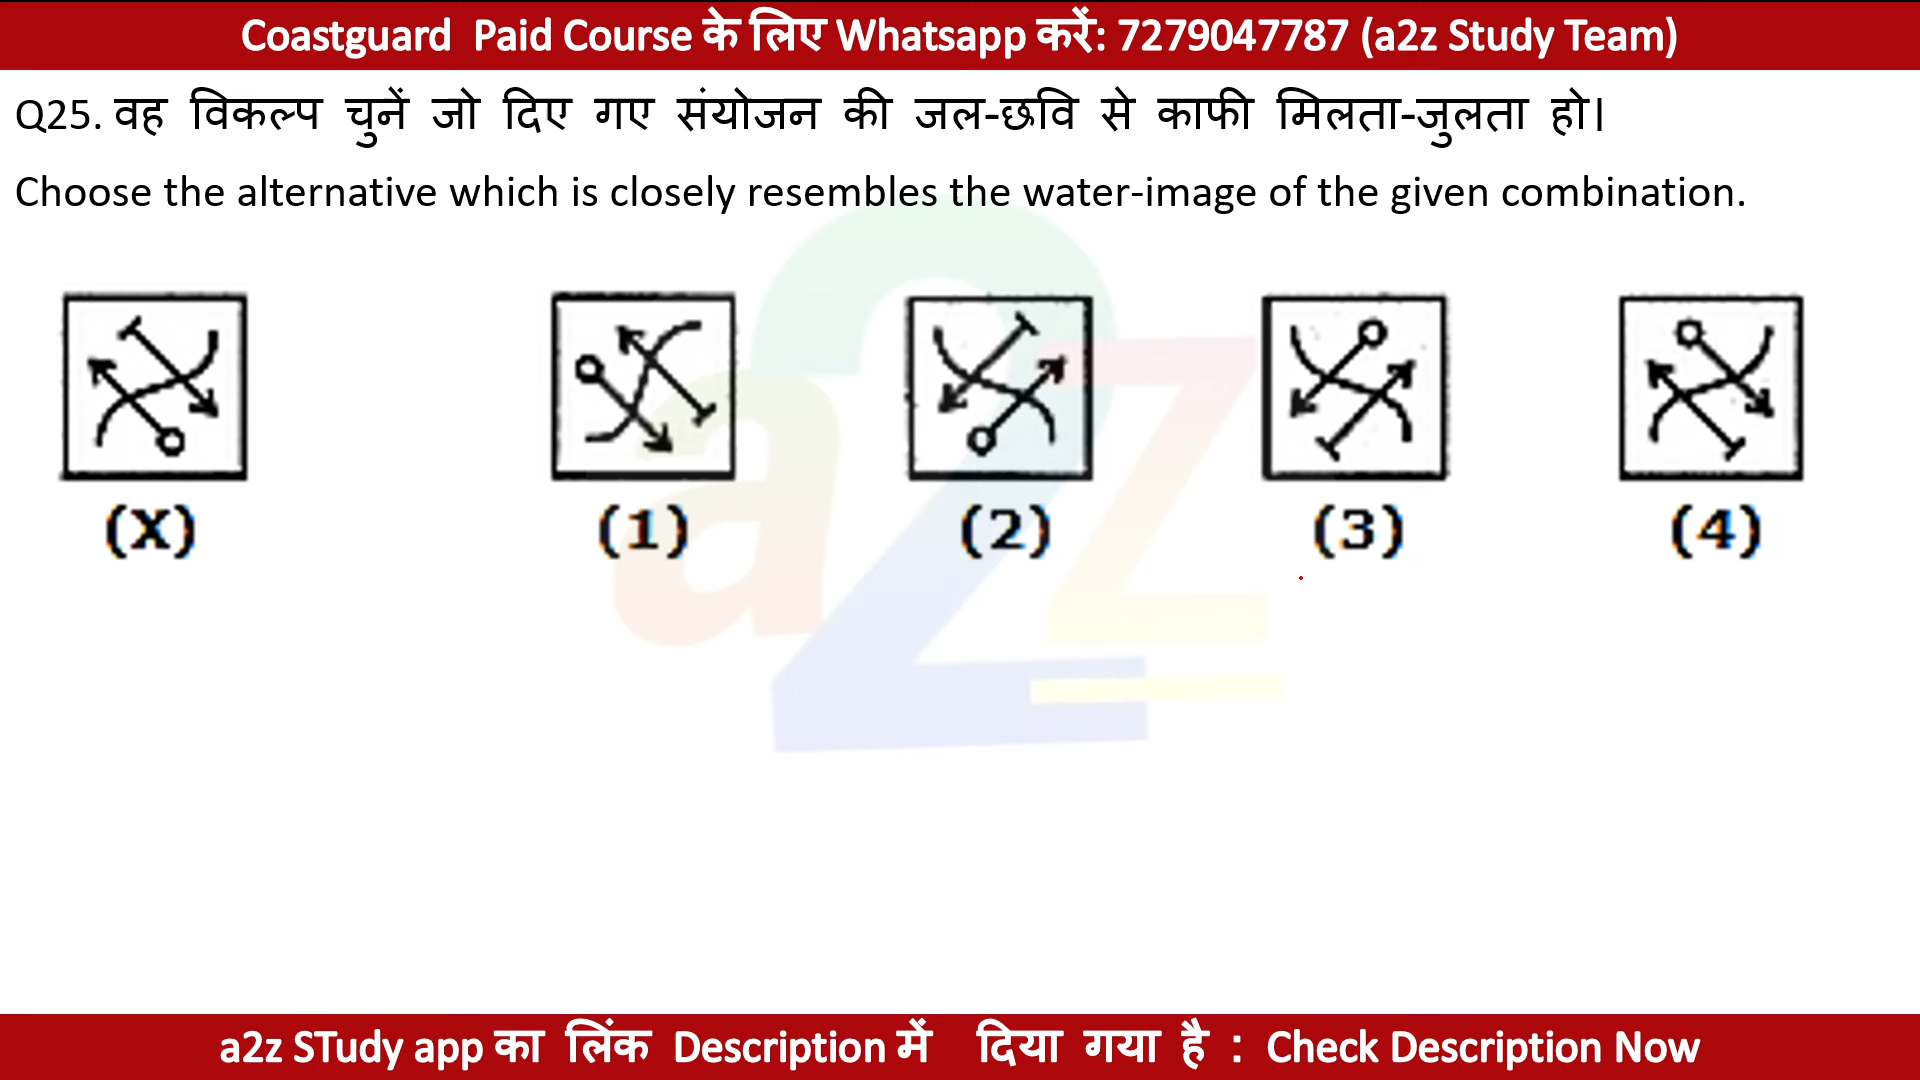 Coastguard Paid Course के लिए Whatsapp करें: 7279047787 (a2z Study Team)
Q25. वह विकल्प चुनें जो दिए गए संयोजन की जल-छवि से काफी मिलता-जुलता हो।
Choose the alternative which is closely resembles the water-image of the given combination.
(X) (1) (2) (3) (4)
a2z
a2z STudy app का लिंक Description में दिया गया है : Check Description Now